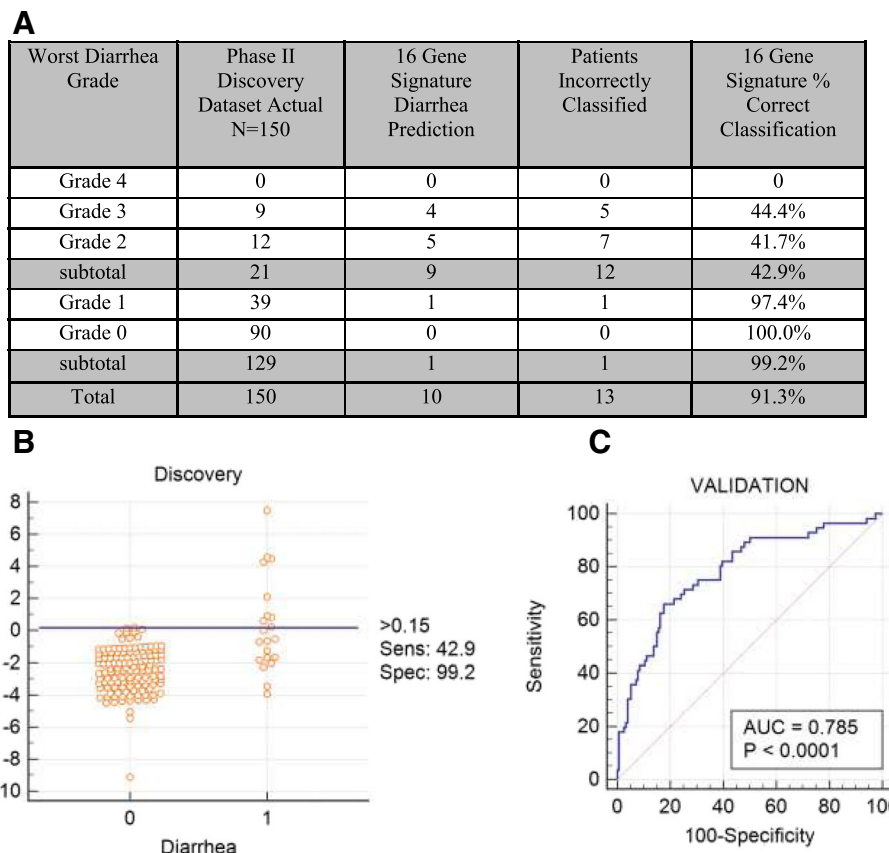 A
Worst Diarrhea Grade | Phase II Discovery Dataset Actual N=150 | 16 Gene Signature Diarrhea Prediction | Patients Incorrectly Classified | 16 Gene Signature % Correct Classification
Grade 4 | 0 | 0 | 0 | 0
Grade 3 | 9 | 4 | 5 | 44.4%
Grade 2 | 12 | 5 | 7 | 41.7%
subtotal | 21 | 9 | 12 | 42.9%
Grade 1 | 39 | 1 | 1 | 97.4%
Grade 0 | 90 | 0 | 0 | 100.0%
subtotal | 129 | 1 | 1 | 99.2%
Total | 150 | 10 | 13 | 91.3%
B
Discovery
8
6
4
2
0
-2
-4
-6
-8
10
0 1
Diarrhea
>0.15
Sens: 42.9
Spec: 99.2
C
VALIDATION
Sensitivity
100
80
60
40
20
0
AUC = 0.785
P < 0.0001
0 20 40 60 80 10
100-Specificity